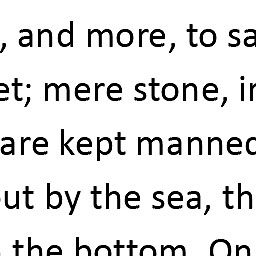 , and more, to sa
et; mere stone, in
are kept manned
out by the sea, th
the bottom. On